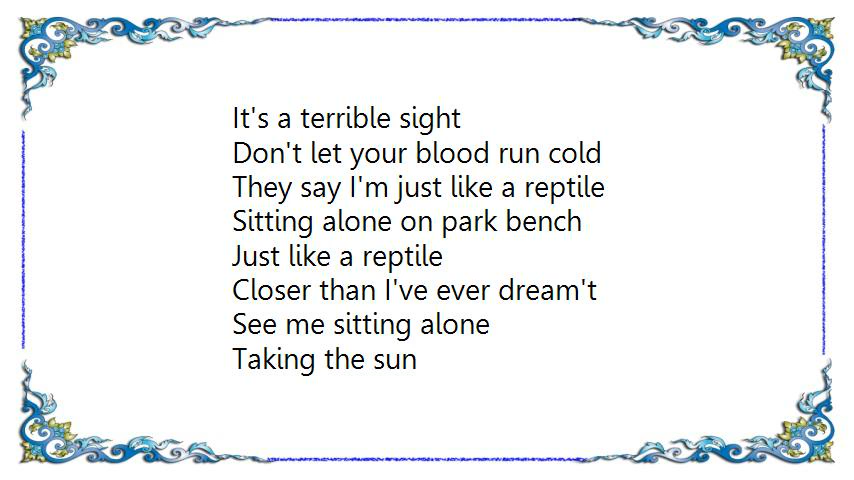 It's a terrible sight
Don't let your blood run cold
They say I'm just like a reptile
Sitting alone on park bench
Just like a reptile
Closer than I've ever dream't
See me sitting alone
Taking the sun